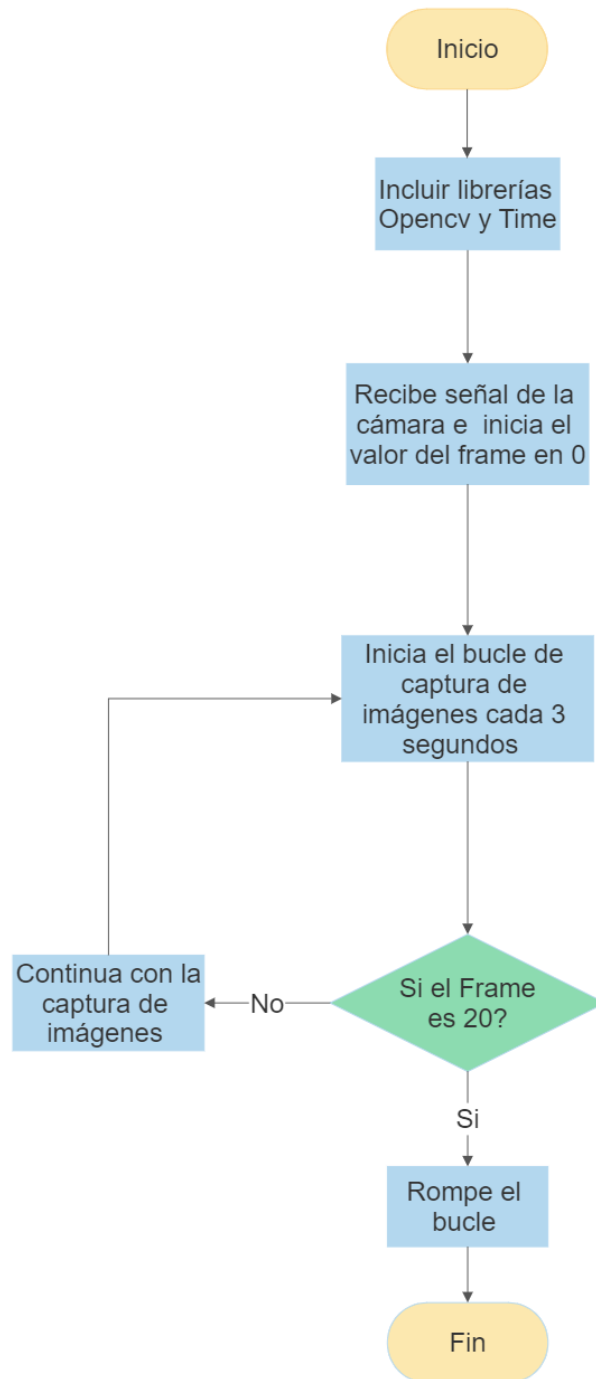 Inicio
Incluir librerías
Opencv y Time
Recibe señal de la
cámara e inicia el
valor del frame en 0
Inicia el bucle de
captura de
imágenes cada 3
segundos
Si el Frame
es 20?
No
Continua con la
captura de
imágenes
Si
Rompe el
bucle
Fin